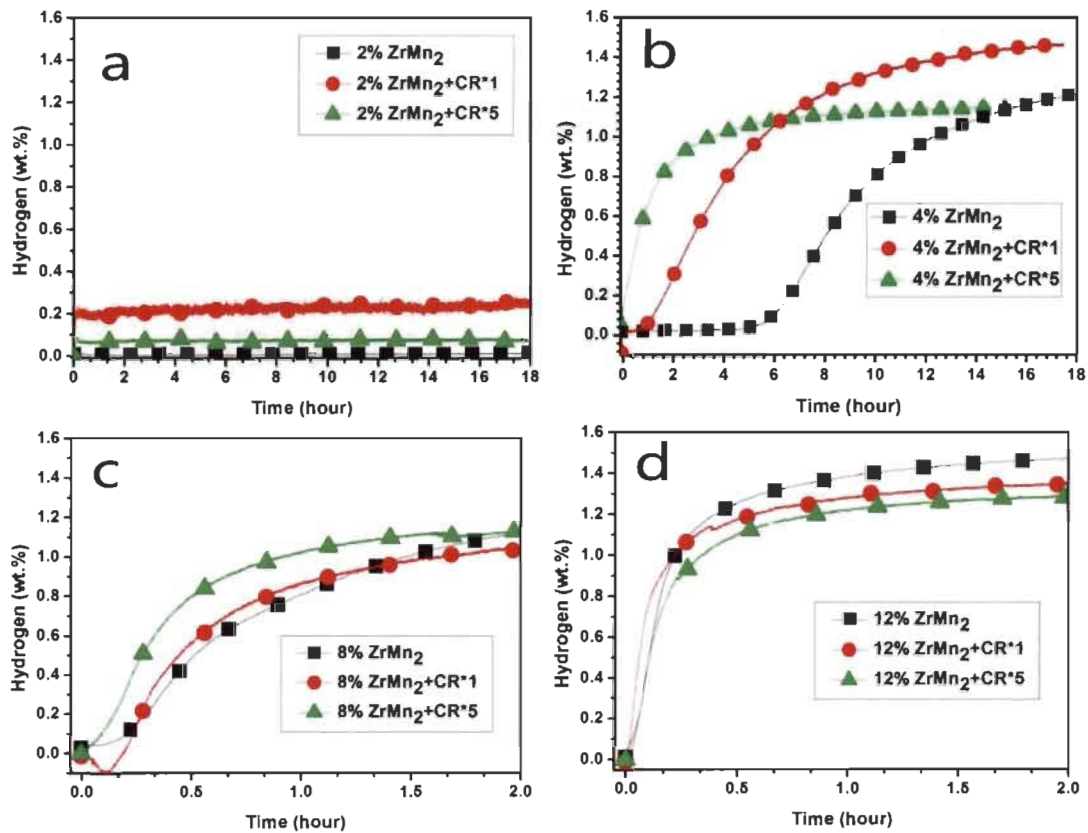 a
2% ZrMn2
2% ZrMn2+CR*1
2% ZrMn2+CR*5
Hydrogen (wt.%)
1.6
1.4
1.2
1.0
0.8
0.6
0.4
0.2
0.0
0 2 4 6 8 10 12 14 16 18
Time (hour)
b
4% ZrMn2
4% ZrMn2+CR*1
4% ZrMn2+CR*5
Hydrogen (wt.%)
1.6
1.4
1.2
1.0
0.8
0.6
0.4
0.2
0.0
0 2 4 6 8 10 12 14 16 18
Time (hour)
c
8% ZrMn2
8% ZrMn2+CR*1
8% ZrMn2+CR*5
Hydrogen (wt.%)
1.6
1.4
1.2
1.0
0.8
0.6
0.4
0.2
0.0
0.0 0.5 1.0 1.5 2.0
Time (hour)
d
12% ZrMn2
12% ZrMn2+CR*1
12% ZrMn2+CR*5
Hydrogen (wt.%)
1.6
1.4
1.2
1.0
0.8
0.6
0.4
0.2
0.0
0.0 0.5 1.0 1.5 2.0
Time (hour)